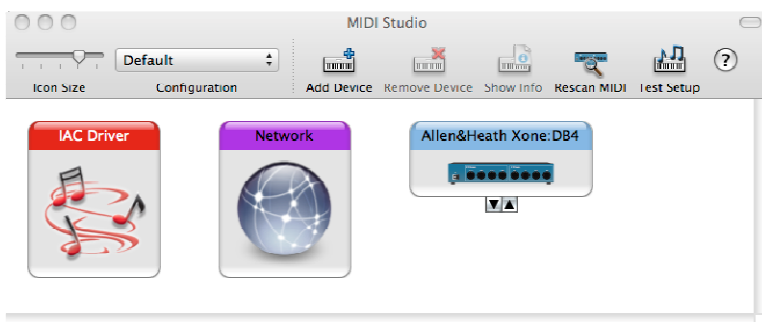 MIDI Studio
Default
Icon Size
Configuration
Add Device
Remove Device
Show Info
Rescan MIDI
Test Setup
?
IAC Driver
Network
Allen&Heath Xone:DB4